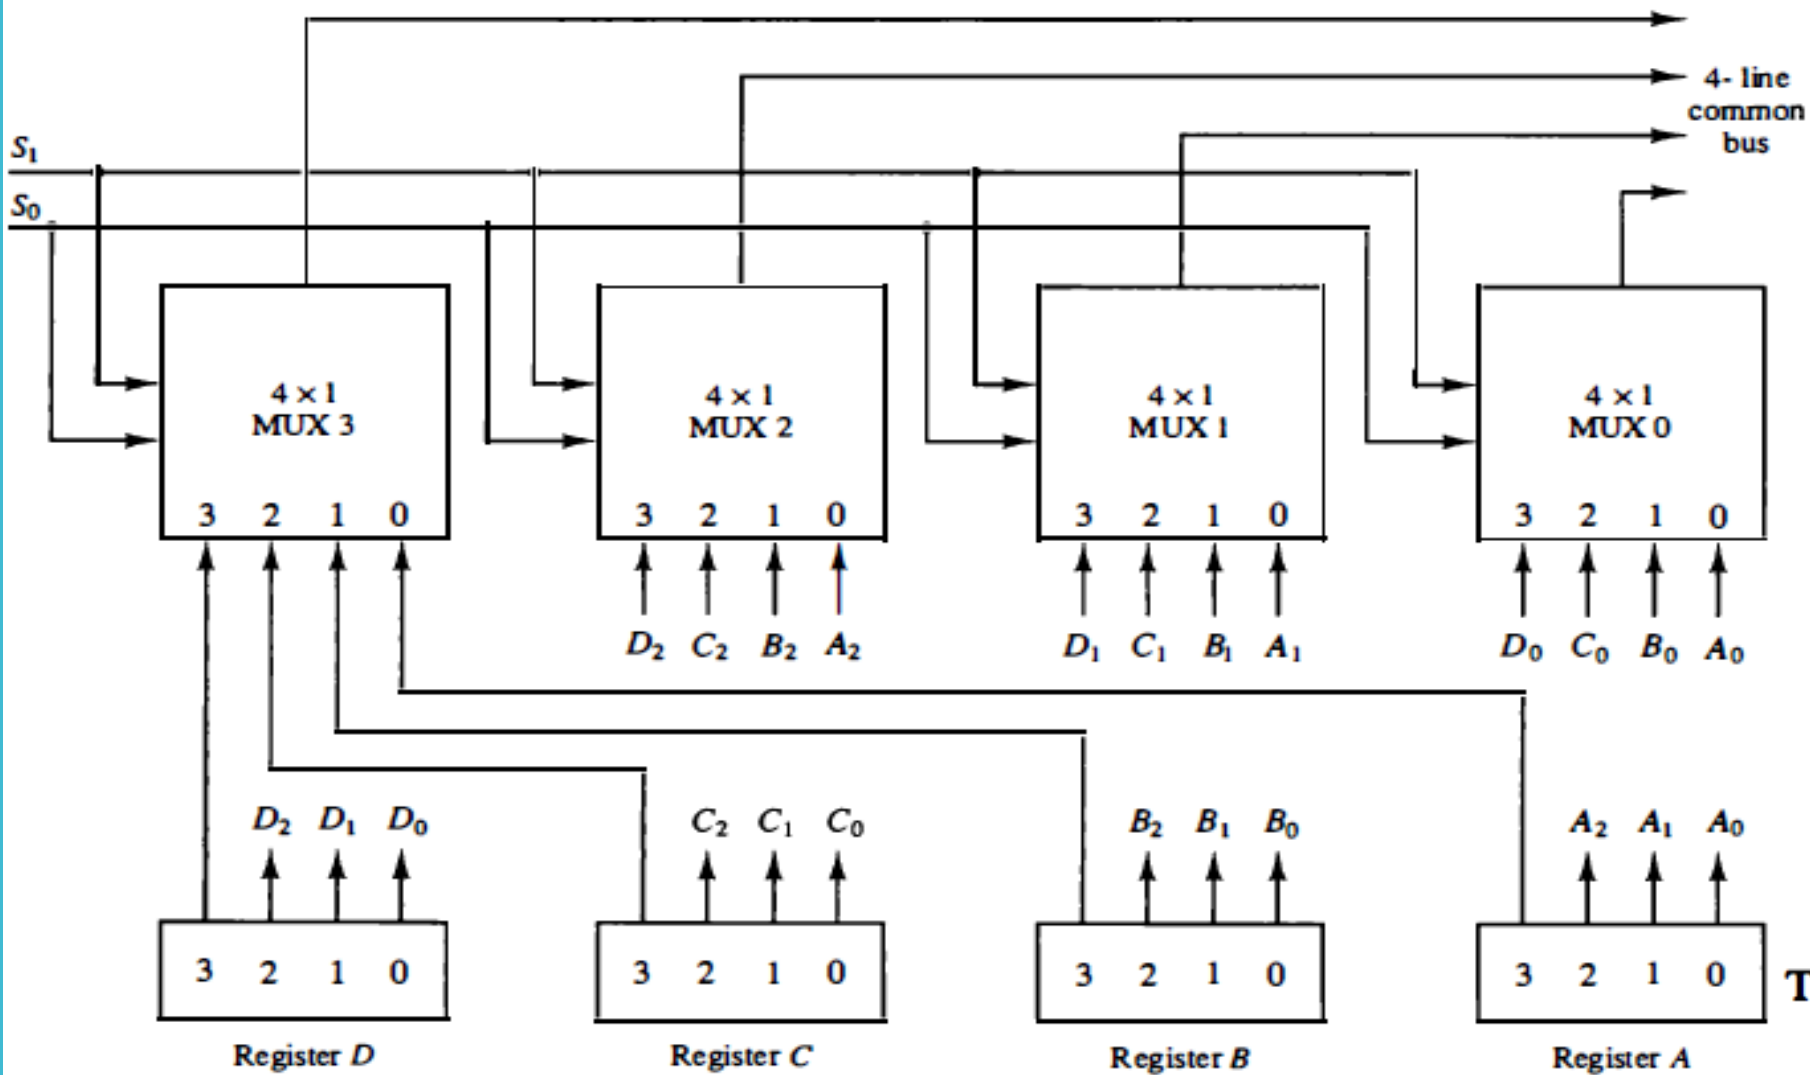 4- line
common
bus
S₁
S₀
4 × 1
MUX 3
4 × 1
MUX 2
4 × 1
MUX 1
4 × 1
MUX 0
3 2 1 0
3 2 1 0
3 2 1 0
3 2 1 0
D₂ C₂ B₂ A₂
D₁ C₁ B₁ A₁
D₀ C₀ B₀ A₀
D₂ D₁ D₀
C₂ C₁ C₀
B₂ B₁ B₀
A₂ A₁ A₀
3 2 1 0
3 2 1 0
3 2 1 0
3 2 1 0
T
Register D
Register C
Register B
Register A